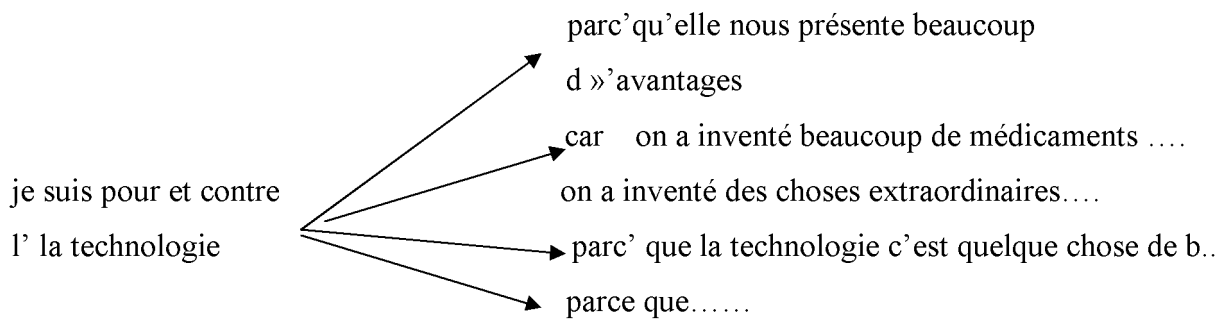 parc’qu’elle nous présente beaucoup
d »’avantages
car on a inventé beaucoup de médicaments ….
je suis pour et contre
on a inventé des choses extraordinaires….
l’ la technologie
parc’ que la technologie c’est quelque chose de b..
parce que……